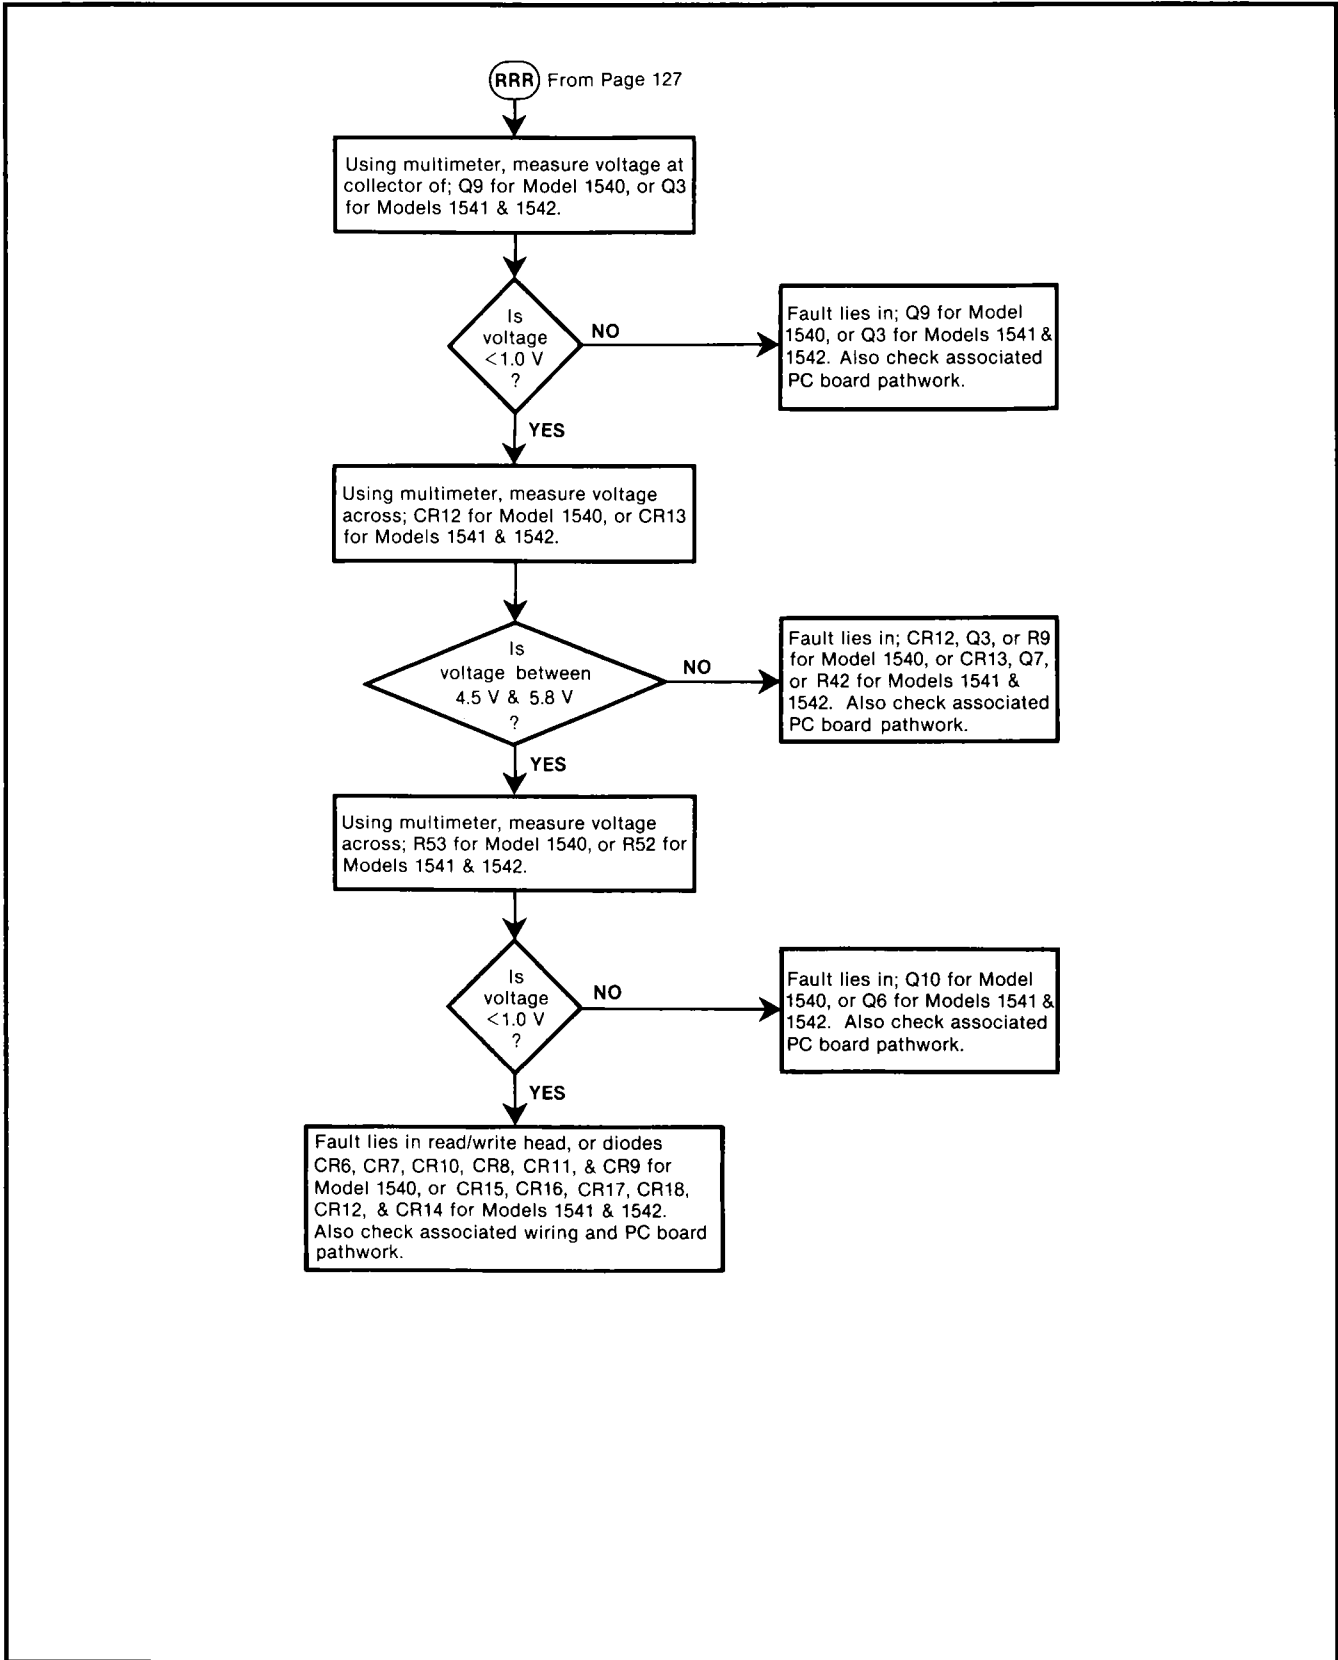 RRR From Page 127
Using multimeter, measure voltage at
collector of; Q9 for Model 1540, or Q3
for Models 1541 & 1542.
Is
voltage
<1.0 V
?
NO
Fault lies in; Q9 for Model
1540, or Q3 for Models 1541 &
1542. Also check associated
PC board pathwork.
YES
Using multimeter, measure voltage
across; CR12 for Model 1540, or CR13
for Models 1541 & 1542.
Is
voltage between
4.5 V & 5.8 V
?
NO
Fault lies in; CR12, Q3, or R9
for Model 1540, or CR13, Q7,
or R42 for Models 1541 &
1542. Also check associated
PC board pathwork.
YES
Using multimeter, measure voltage
across; R53 for Model 1540, or R52 for
Models 1541 & 1542.
Is
voltage
<1.0 V
?
NO
Fault lies in; Q10 for Model
1540, or Q6 for Models 1541 &
1542. Also check associated
PC board pathwork.
YES
Fault lies in read/write head, or diodes
CR6, CR7, CR10, CR8, CR11, & CR9 for
Model 1540, or CR15, CR16, CR17, CR18,
CR12, & CR14 for Models 1541 & 1542.
Also check associated wiring and PC board
pathwork.